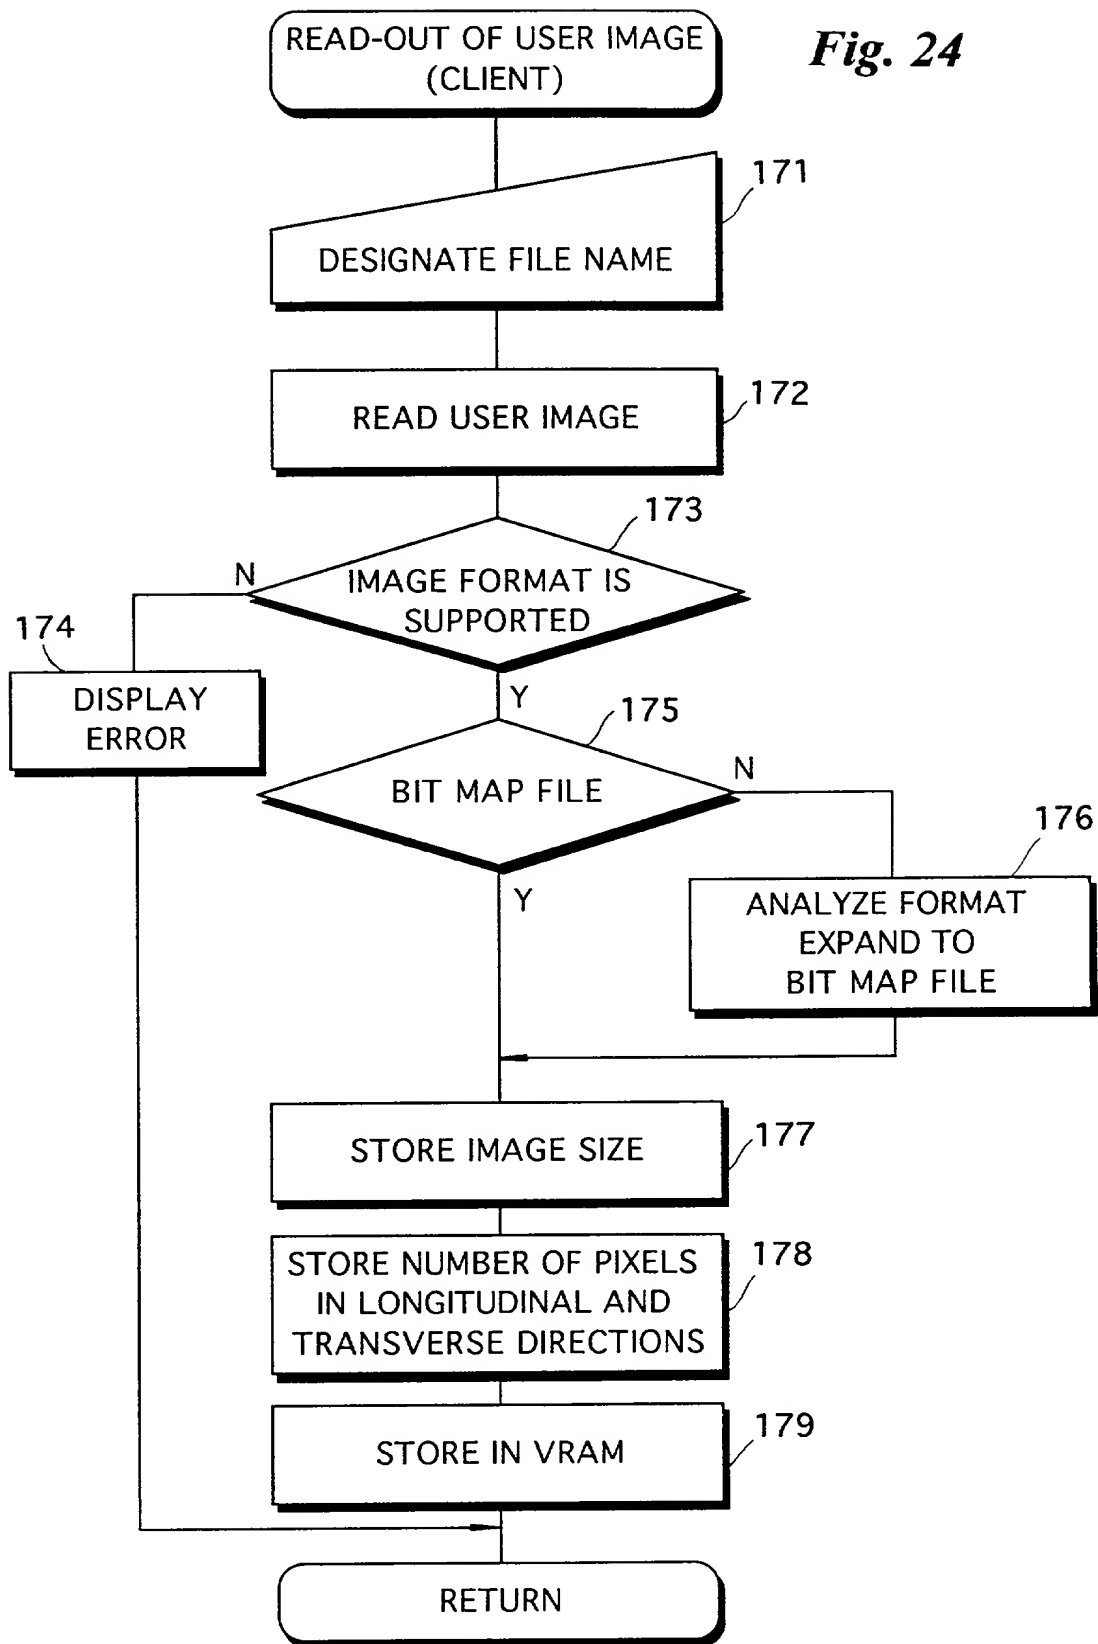 READ-OUT OF USER IMAGE
(CLIENT)
Fig. 24
171
DESIGNATE FILE NAME
172
READ USER IMAGE
173
N
IMAGE FORMAT IS
SUPPORTED
174
DISPLAY
ERROR
Y
175
BIT MAP FILE
N
176
Y
ANALYZE FORMAT
EXPAND TO
BIT MAP FILE
177
STORE IMAGE SIZE
178
STORE NUMBER OF PIXELS
IN LONGITUDINAL AND
TRANSVERSE DIRECTIONS
179
STORE IN VRAM
RETURN